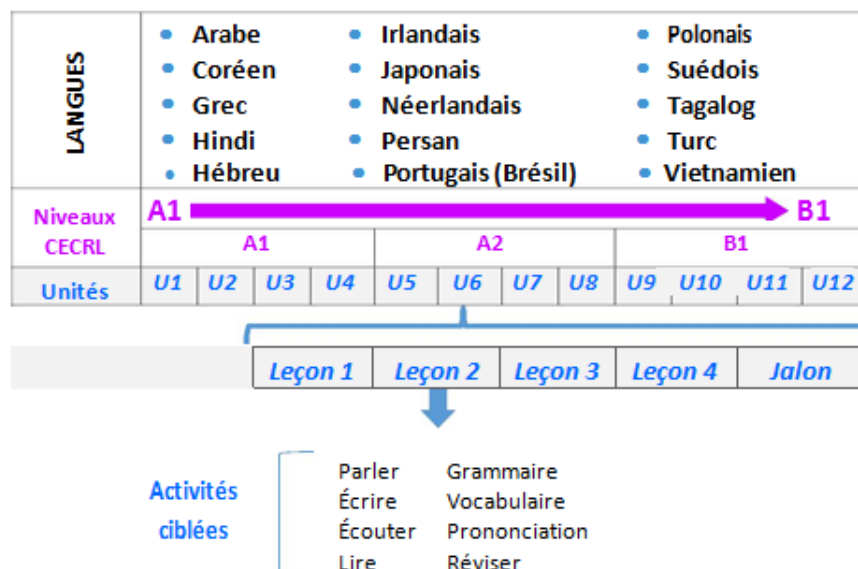 LANGUES
• Arabe • Irlandais • Polonais
• Coréen • Japonais • Suédois
• Grec • Néerlandais • Tagalog
• Hindi • Persan • Turc
• Hébreu • Portugais (Brésil) • Vietnamien
Niveaux CECRL
A1 B1
A1 A2 B1
Unités U1 U2 U3 U4 U5 U6 U7 U8 U9 U10 U11 U12
Leçon 1 Leçon 2 Leçon 3 Leçon 4 Jalon
Activités ciblées
Parler Grammaire
Écrire Vocabulaire
Écouter Prononciation
Lire Réviser